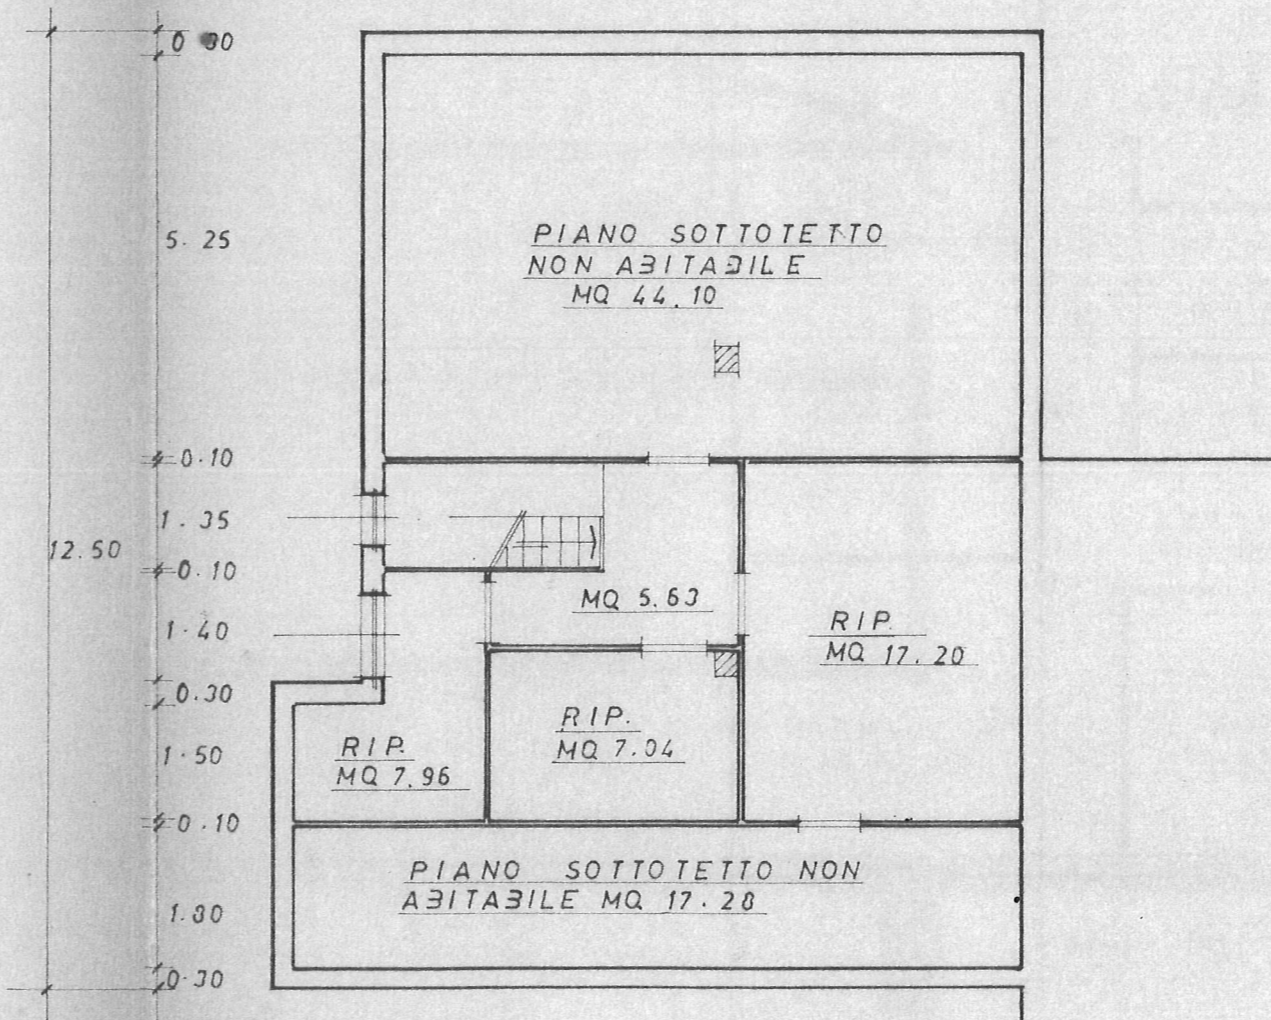 0.30
5.25
PIANO SOTTOTETTO
NON ABITABILE
MQ 44.10
0.10
1.35
12.50
0.10
MQ 5.63
1.40
RIP.
MQ 17.20
0.30
RIP.
MQ 7.04
1.50
RIP.
MQ 7.96
0.10
PIANO SOTTOTETTO NON
ABITABILE MQ 17.28
1.80
0.30